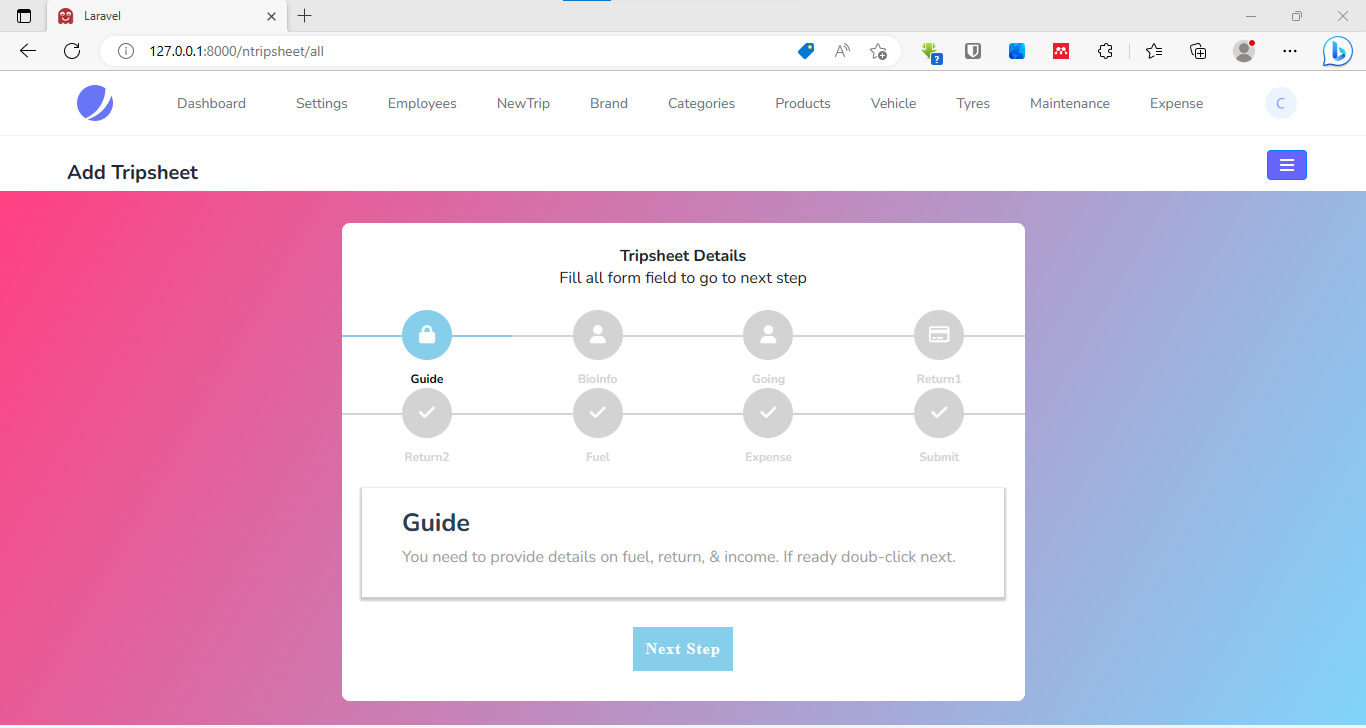 Laravel
127.0.0.1:8000/ntripsheet/all
A
?
b
Dashboard Settings Employees NewTrip Brand Categories Products Vehicle Tyres Maintenance Expense C
Add Tripsheet
Tripsheet Details
Fill all form field to go to next step
Guide BioInfo Going Return1
Return2 Fuel Expense Submit
Guide
You need to provide details on fuel, return, & income. If ready doub-click next.
Next Step